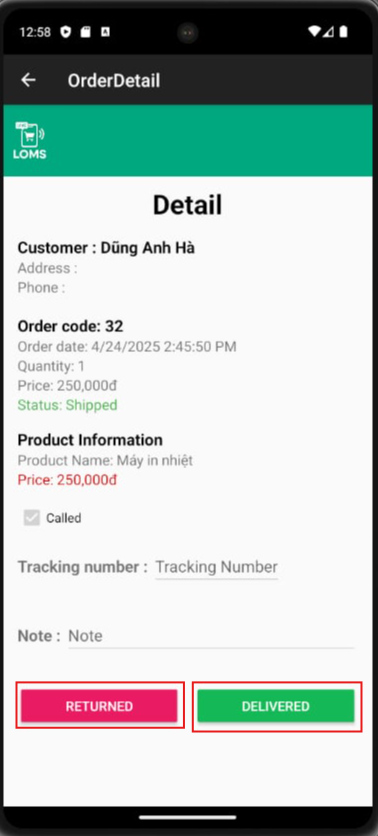 12:58
OrderDetail
LOMS
Detail
Customer : Dũng Anh Hà
Address :
Phone :
Order code: 32
Order date: 4/24/2025 2:45:50 PM
Quantity: 1
Price: 250,000đ
Status: Shipped
Product Information
Product Name: Máy in nhiệt
Price: 250,000đ
Called
Tracking number : Tracking Number
Note : Note
RETURNED DELIVERED